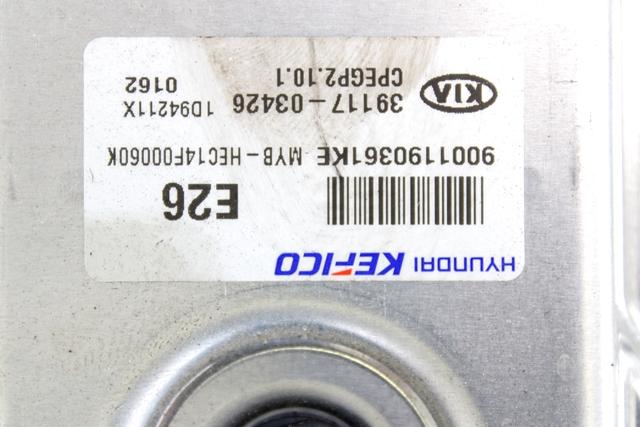 HYUNDAI KEFICO
E26
9001190361KE MYB-HEC14F00060K
KIA
39117-03426 1D94211X
CPEGP2.10.1 0162